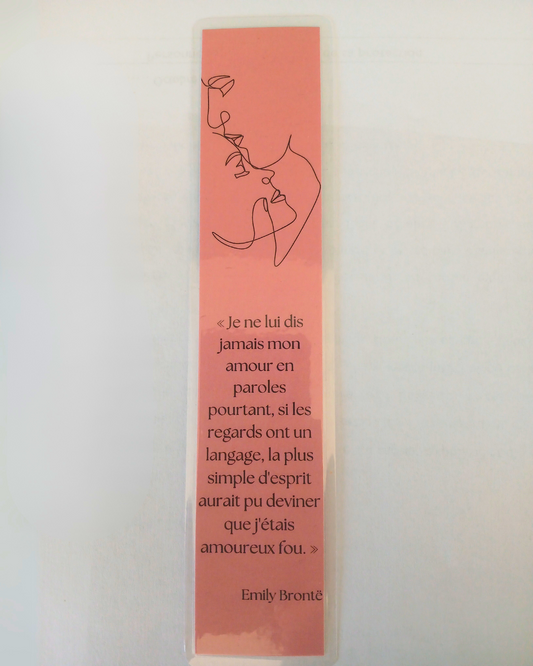 « Je ne lui dis
jamais mon
amour en
paroles
pourtant, si les
regards ont un
langage, la plus
simple d'esprit
aurait pu deviner
que j'étais
amoureux fou. »
Emily Brontë